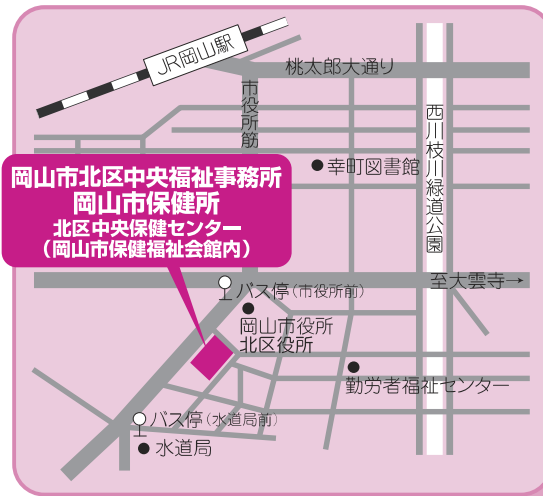 JR岡山駅
桃太郎大通り
市役所筋
西川枝川緑道公園
幸町図書館
岡山市北区中央福祉事務所
岡山市保健所
北区中央保健センター
（岡山市保健福祉会館内）
至大雲寺→
バス停（市役所前）
岡山市役所
北区役所
勤労者福祉センター
バス停（水道局前）
水道局